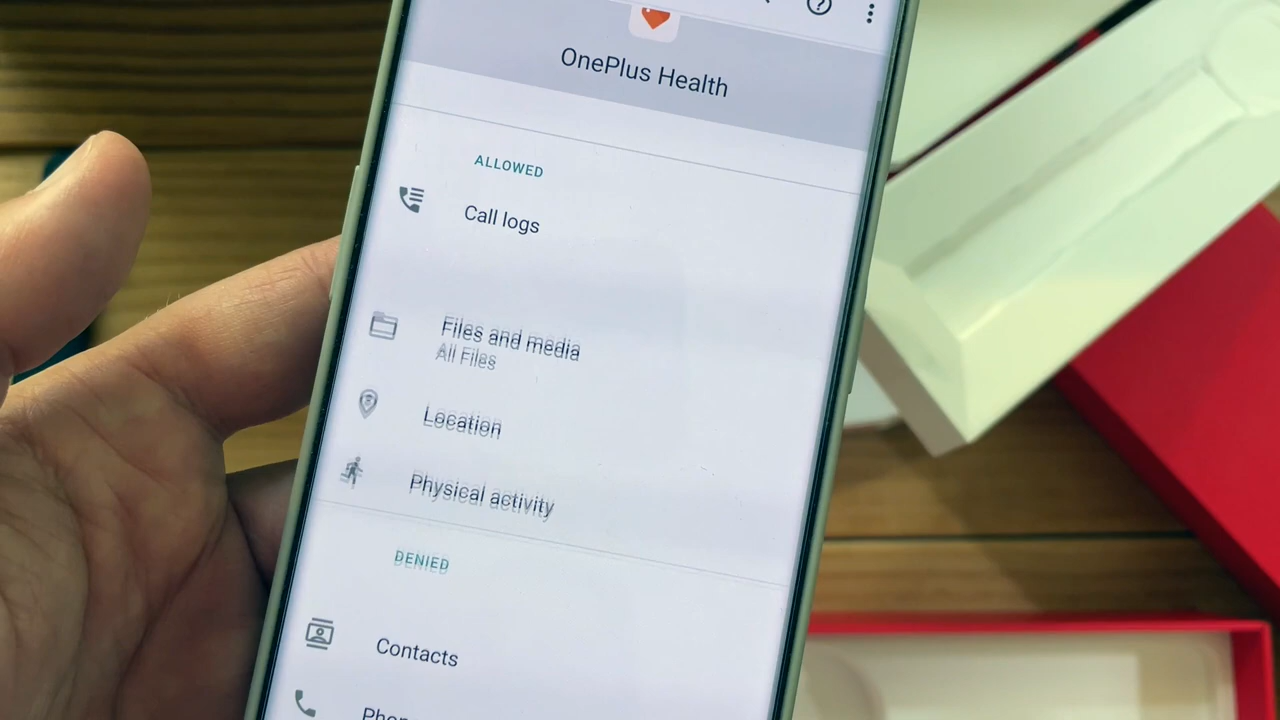 OnePlus Health
ALLOWED
Call logs
Files and media
All Files
Location
Physical activity
DENIED
Contacts